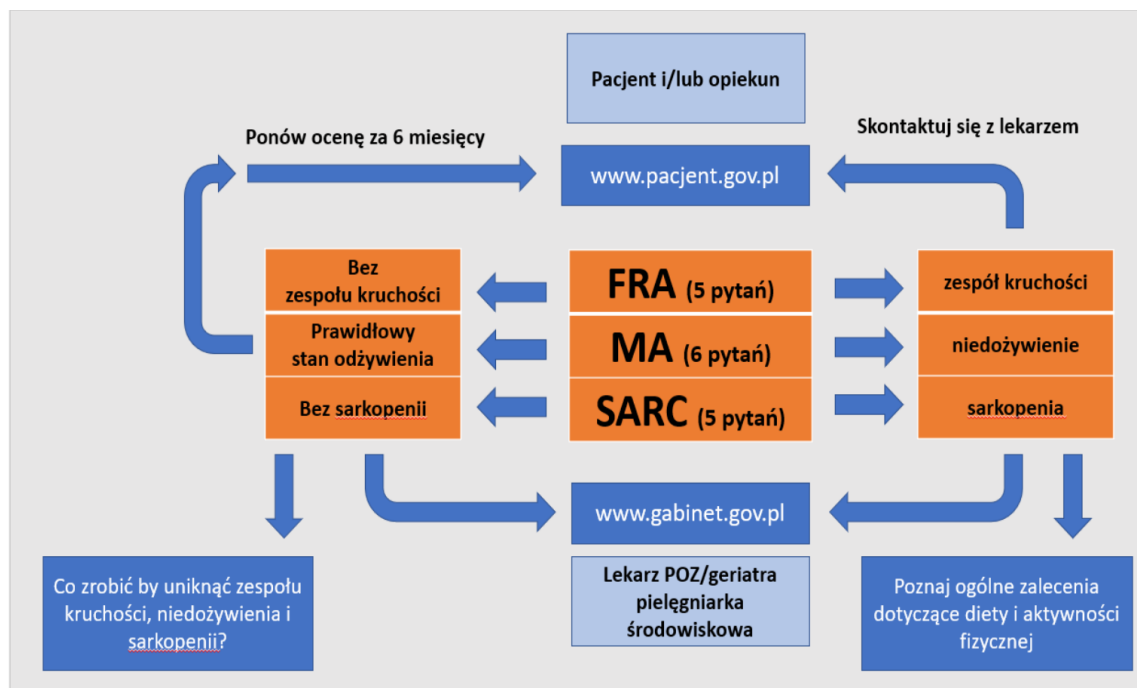 Pacjent i/lub opiekun
Ponów ocenę za 6 miesięcy
Skontaktuj się z lekarzem
www.pacjent.gov.pl
Bez
zespołu kruchości
FRA (5 pytań)
zespół kruchości
Prawidłowy
stan odżywienia
MA (6 pytań)
niedożywienie
Bez sarkopenii
SARC (5 pytań)
sarkopenia
www.gabinet.gov.pl
Co zrobić by uniknąć zespołu
kruchości, niedożywienia i
sarkopenii?
Lekarz POZ/geriatra
pielęgniarka
środowiskowa
Poznaj ogólne zalecenia
dotyczące diety i aktywności
fizycznej